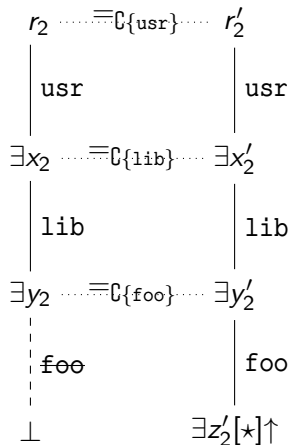 r₂ =∁{usr} r₂′
usr usr
∃x₂ =∁{lib} ∃x₂′
lib lib
∃y₂ =∁{foo} ∃y₂′
foo foo
⊥ ∃z₂′[⋆]↑